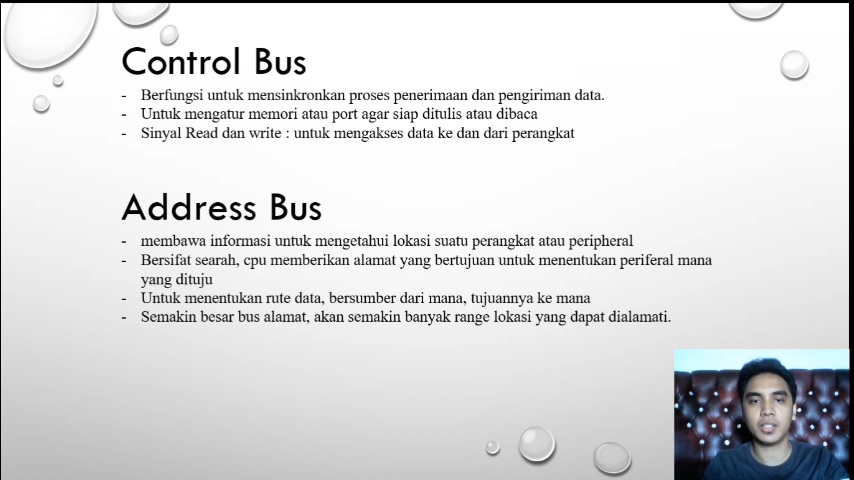 Control Bus
- Berfungsi untuk mensinkronkan proses penerimaan dan pengiriman data.
- Untuk mengatur memori atau port agar siap ditulis atau dibaca
- Sinyal Read dan write : untuk mengakses data ke dan dari perangkat
Address Bus
- membawa informasi untuk mengetahui lokasi suatu perangkat atau peripheral
- Bersifat searah, cpu memberikan alamat yang bertujuan untuk menentukan periferal mana
yang dituju
- Untuk menentukan rute data, bersumber dari mana, tujuannya ke mana
- Semakin besar bus alamat, akan semakin banyak range lokasi yang dapat dialamati.